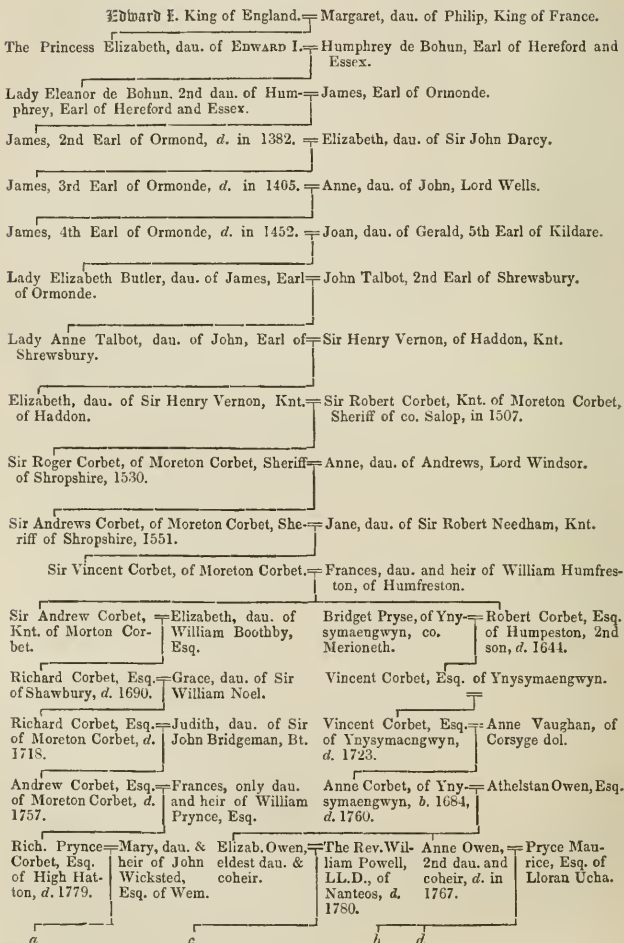 Edward I. King of England. Margaret, dau. of Philip, King of France.
The Princess Elizabeth, dau. of EDWARD I. Humphrey de Bohun, Earl of Hereford and
Essex.
Lady Eleanor de Bohun. 2nd dau. of Hum- James, Earl of Ormonde.
phrey, Earl of Hereford and Essex.
James, 2nd Earl of Ormond, d. in 1382. Elizabeth, dau. of Sir John Darcy.
James, 3rd Earl of Ormonde, d. in 1405. Anne, dau. of John, Lord Wells.
James, 4th Earl of Ormonde, d. in 1452. Joan, dau. of Gerald, 5th Earl of Kildare.
Lady Elizabeth Butler, dau. of James, Earl John Talbot, 2nd Earl of Shrewsbury.
of Ormonde.
Lady Anne Talbot, dau. of John, Earl of Sir Henry Vernon, of Haddon, Knt.
Shrewsbury.
Elizabeth, dau. of Sir Henry Vernon, Knt. Sir Robert Corbet, Knt. of Moreton Corbet,
of Haddon. Sheriff of co. Salop, in 1507.
Sir Roger Corbet, of Moreton Corbet, Sheriff Anne, dau. of Andrews, Lord Windsor.
of Shropshire, 1530.
Sir Andrews Corbet, of Moreton Corbet, She- Jane, dau. of Sir Robert Needham, Knt.
riff of Shropshire, 1551.
Sir Vincent Corbet, of Moreton Corbet. Frances, dau. and heir of William Humfres-
ton, of Humfreston.
Sir Andrew Corbet, Elizabeth, dau. of Bridget Pryse, of Yny- Robert Corbet, Esq.
Knt. of Morton Cor- William Boothby, symaengwyn, co. of Humpeston, 2nd
bet. Esq. Merioneth. son, d. 1644.
Richard Corbet, Esq. Grace, dau. of Sir Vincent Corbet, Esq. of Ynysymaengwyn.
of Shawbury, d. 1690. William Noel.
Richard Corbet, Esq. Judith, dau. of Sir Vincent Corbet, Esq. Anne Vaughan, of
of Moreton Corbet, d. John Bridgeman, Bt. of Ynysymacngwyn, Corsyge dol.
1718. d. 1723.
Andrew Corbet, Esq. Frances, only dau. Anne Corbet, of Yny- Athelstan Owen, Esq.
of Moreton Corbet, d. and heir of William symaengwyn, b. 1684,
1757. Prynce, Esq. d. 1760.
Rich. Prynce Mary, dau. & Elizab. Owen, The Rev. Wil- Anne Owen, Pryce Mau-
Corbet, Esq. heir of John eldest dau. & liam Powell, 2nd dau. and rice, Esq. of
of High Hat- Wicksted, coheir. LL.D., of coheir, d. in Lloran Ucha.
ton, d. 1779. Esq. of Wem. Nanteos, d. 1767.
1780.
a c b d